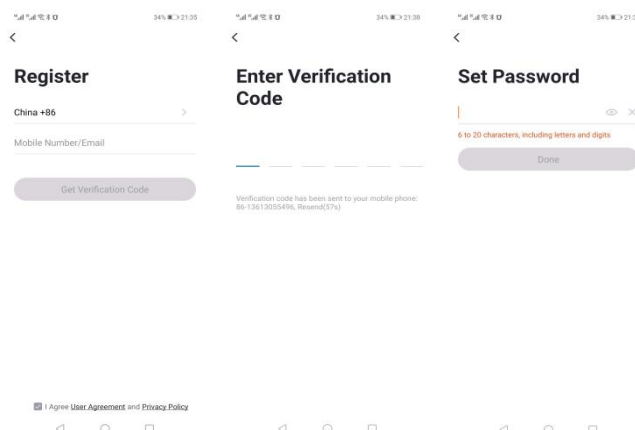 34% 21:35
Register
China +86
Mobile Number/Email
Get Verification Code
I Agree User Agreement and Privacy Policy
34% 21:38
Enter Verification
Code
Verification code has been sent to your mobile phone:
86-13613055496, Resend(57s)
34%
Set Password
6 to 20 characters, including letters and digits
Done